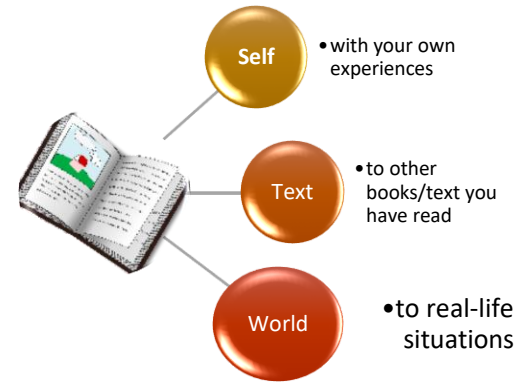 Self
•with your own
experiences
Text
•to other
books/text you
have read
World
•to real-life
situations